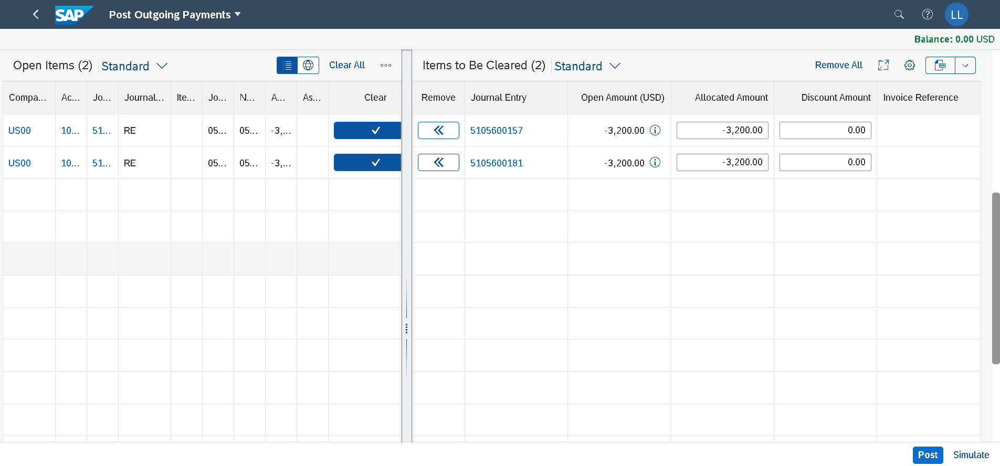 SAP Post Outgoing Payments LL
Balance: 0.00 USD
Open Items (2) Standard Clear All Items to Be Cleared (2) Standard Remove All
Compa... Ac... Jo... Journal... Ite... Jo... N... A... As... Clear Remove Journal Entry Open Amount (USD) Allocated Amount Discount Amount Invoice Reference
US00 10... 51... RE 05... 05... -3,... 5105600157 -3,200.00 -3,200.00 0.00
US00 10... 51... RE 05... 05... -3,... 5105600181 -3,200.00 -3,200.00 0.00
Post Simulate